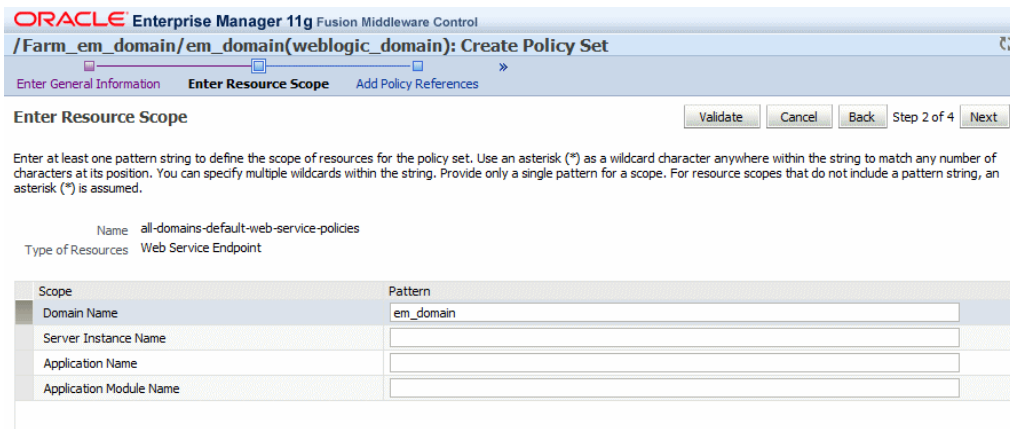 ORACLE Enterprise Manager 11g Fusion Middleware Control
/Farm_em_domain/em_domain(weblogic_domain): Create Policy Set
»
Enter General Information Enter Resource Scope Add Policy References
Enter Resource Scope Validate Cancel Back Step 2 of 4 Next
Enter at least one pattern string to define the scope of resources for the policy set. Use an asterisk (*) as a wildcard character anywhere within the string to match any number of
characters at its position. You can specify multiple wildcards within the string. Provide only a single pattern for a scope. For resource scopes that do not include a pattern string, an
asterisk (*) is assumed.
Name all-domains-default-web-service-policies
Type of Resources Web Service Endpoint
Scope Pattern
Domain Name em_domain
Server Instance Name
Application Name
Application Module Name